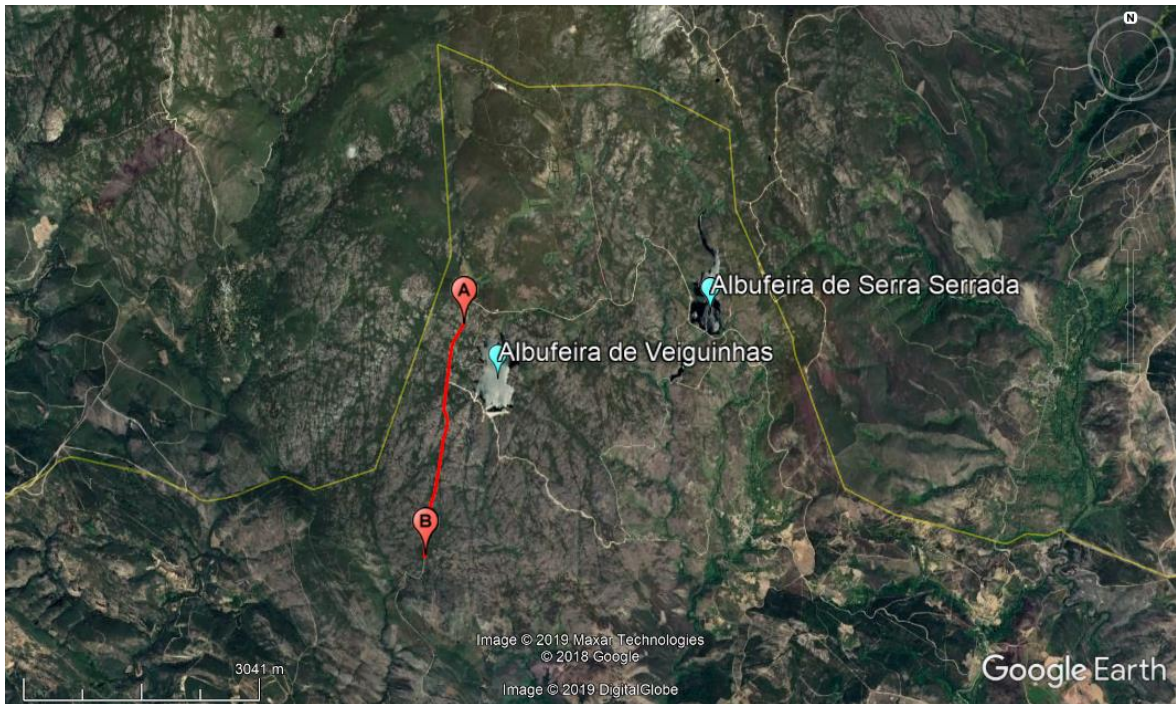 N
A
Albufeira de Serra Serrada
Albufeira de Veiguinhas
B
Image © 2019 Maxar Technologies
© 2018 Google
3041 m
Image © 2019 DigitalGlobe
Google Earth